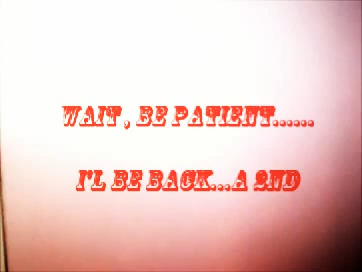 WAIT, BE PATIENT......
I'L BE BACK...A 2ND